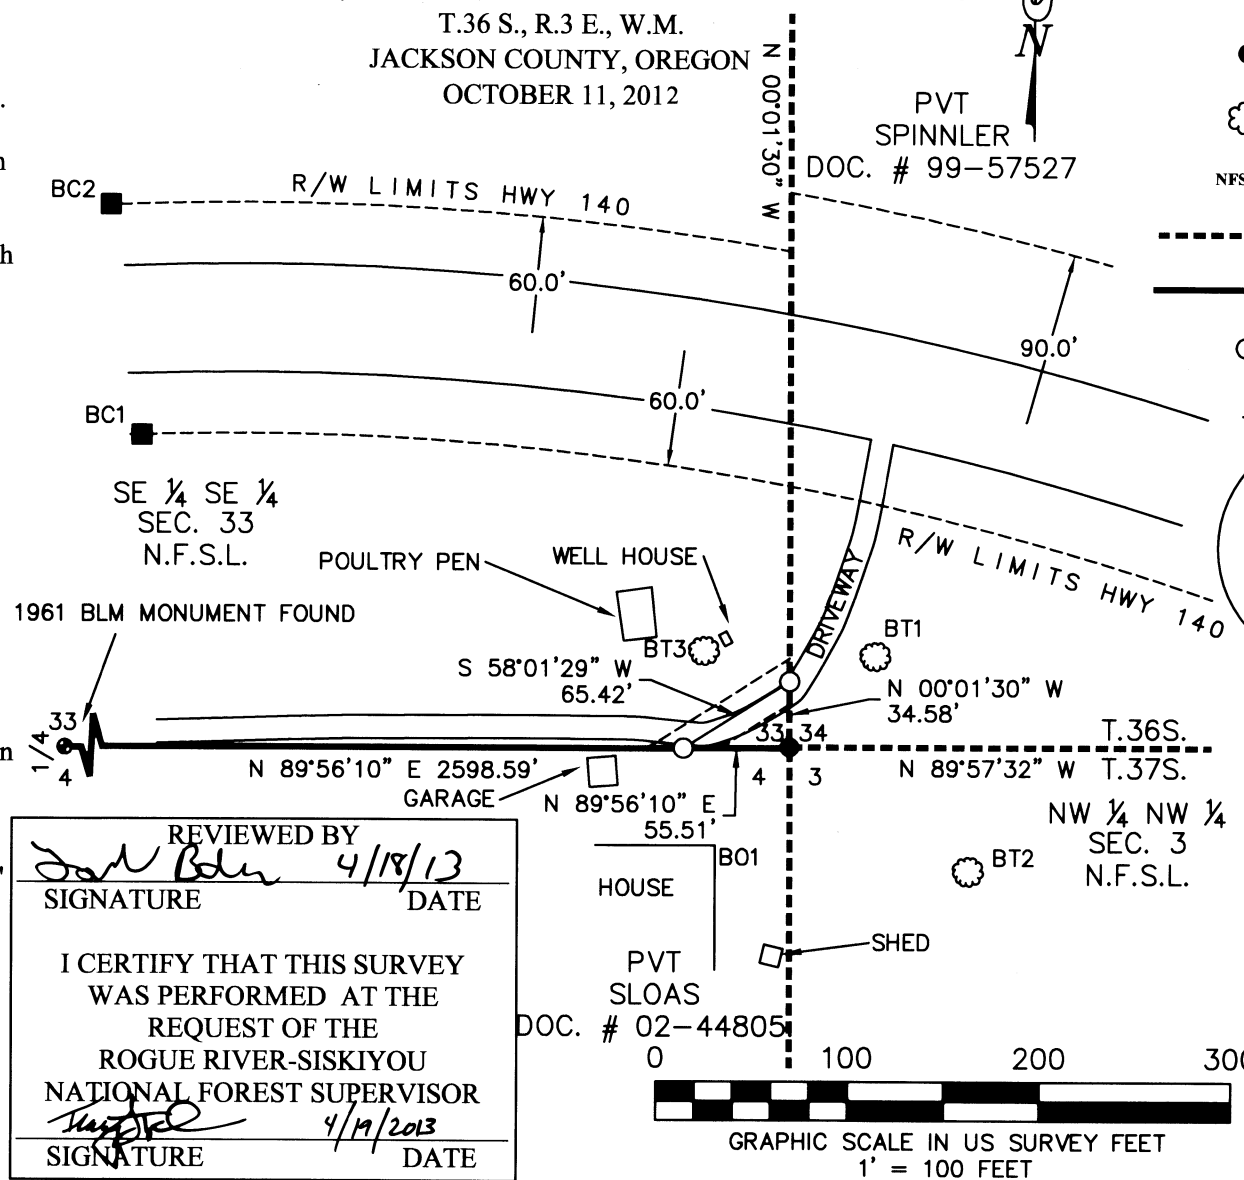 T.36 S., R.3 E., W.M.
JACKSON COUNTY, OREGON
OCTOBER 11, 2012
N
N 00°01'30" W
PVT
SPINNLER
DOC. # 99-57527
NFS
BC2
R/W LIMITS HWY 140
60.0'
90.0'
60.0'
BC1
SE ¼ SE ¼
SEC. 33
N.F.S.L.
R/W LIMITS HWY 140
POULTRY PEN
WELL HOUSE
DRIVEWAY
1961 BLM MONUMENT FOUND
BT3
BT1
S 58°01'29" W
65.42'
N 00°01'30" W
34.58'
1/4
33
4
33
34
4
3
T.36S.
T.37S.
N 89°56'10" E 2598.59'
N 89°57'32" W
GARAGE
N 89°56'10" E
55.51'
NW ¼ NW ¼
SEC. 3
N.F.S.L.
BO1
HOUSE
BT2
SHED
PVT
SLOAS
DOC. # 02-44805
REVIEWED BY
4/18/13
SIGNATURE DATE
I CERTIFY THAT THIS SURVEY
WAS PERFORMED AT THE
REQUEST OF THE
ROGUE RIVER-SISKIYOU
NATIONAL FOREST SUPERVISOR
4/19/2013
SIGNATURE DATE
0 100 200 300
GRAPHIC SCALE IN US SURVEY FEET
1' = 100 FEET